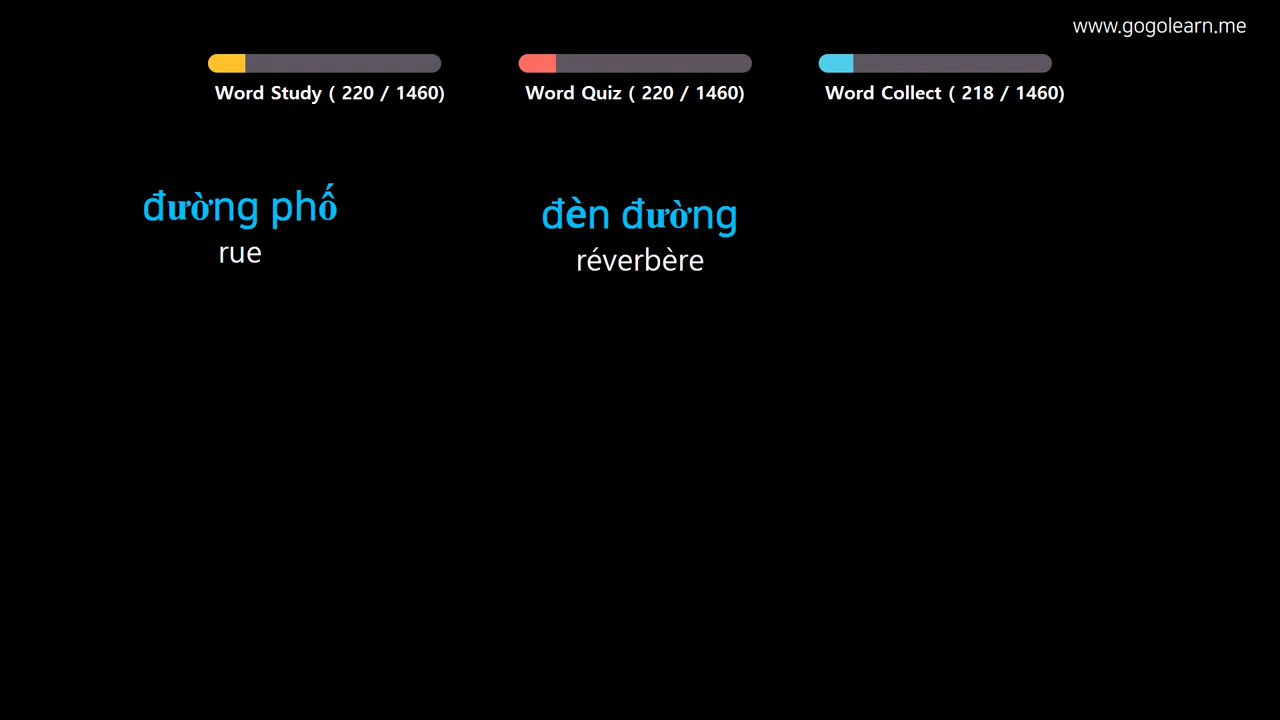 www.gogolearn.me
Word Study ( 220 / 1460)
Word Quiz ( 220 / 1460)
Word Collect ( 218 / 1460)
đường phố
rue
đèn đường
réverbère